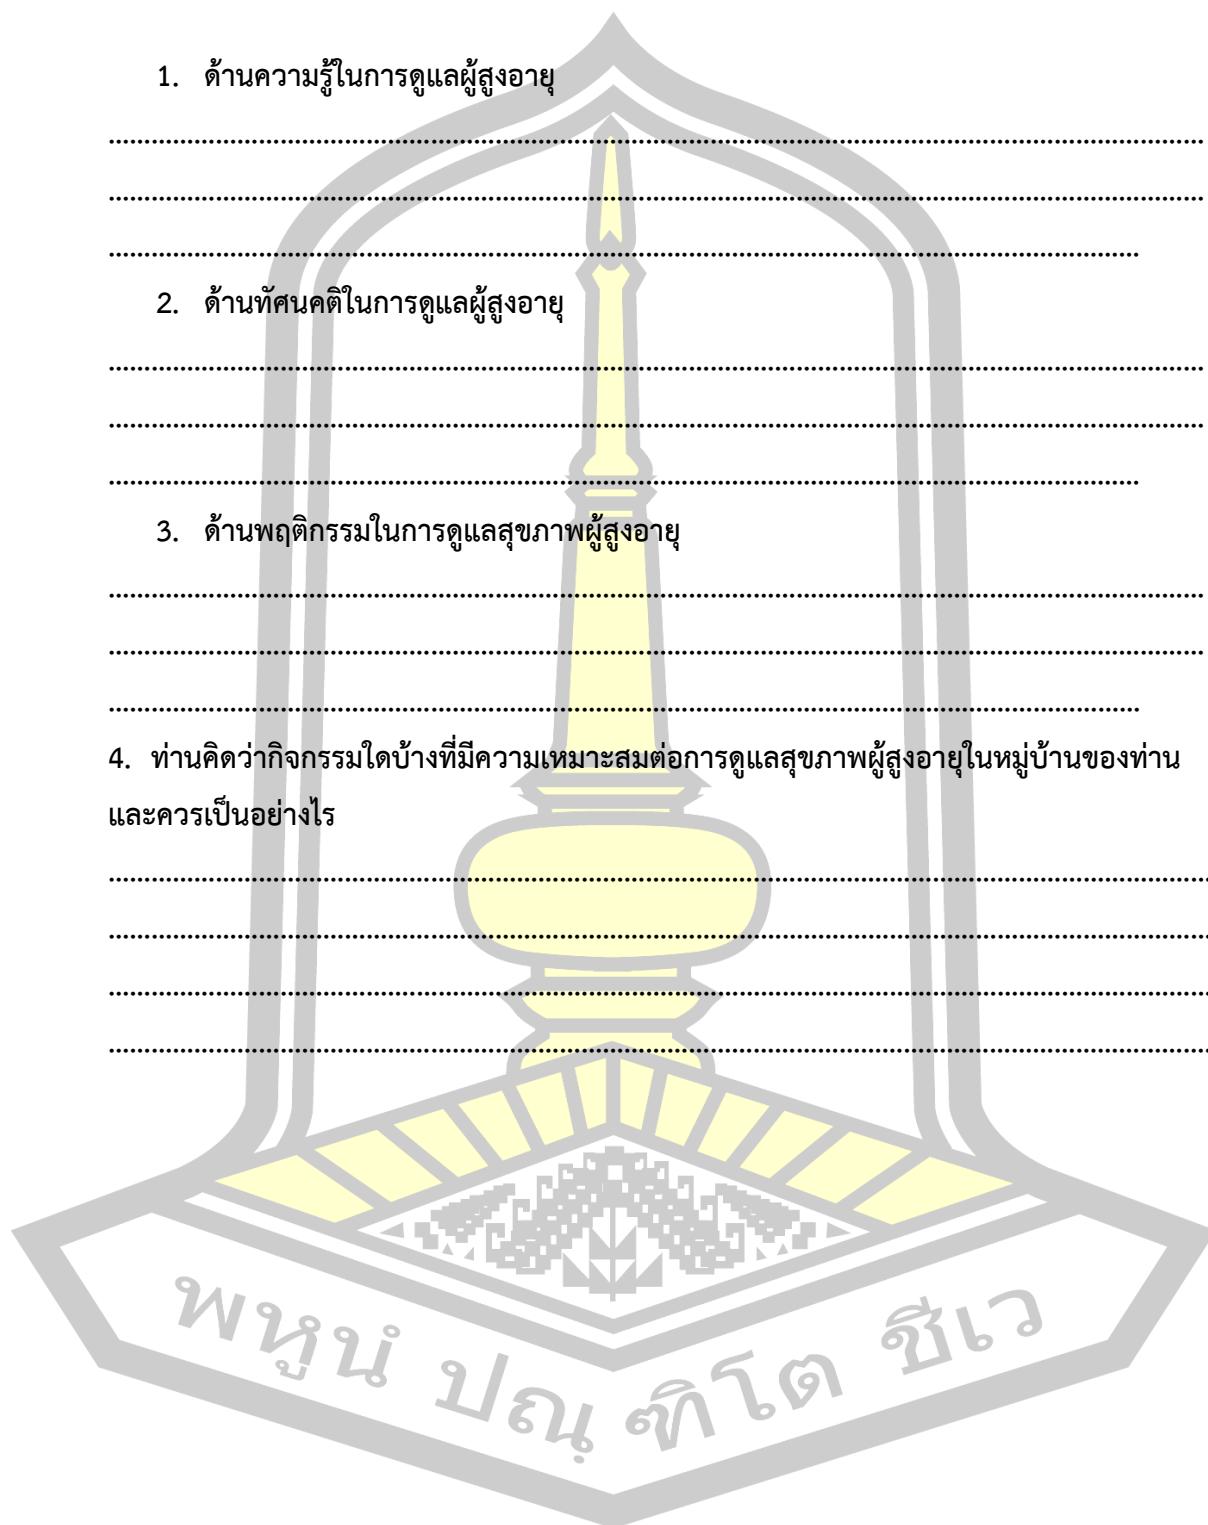 1. ด้านความรู้ในการดูแลผู้สูงอายุ
................................................................................................................................................
................................................................................................................................................
........................................................................................................................................
2. ด้านทัศนคติในการดูแลผู้สูงอายุ
................................................................................................................................................
................................................................................................................................................
........................................................................................................................................
3. ด้านพฤติกรรมในการดูแลสุขภาพผู้สูงอายุ
................................................................................................................................................
................................................................................................................................................
........................................................................................................................................
4. ท่านคิดว่ากิจกรรมใดบ้างที่มีความเหมาะสมต่อการดูแลสุขภาพผู้สูงอายุในหมู่บ้านของท่าน
และควรเป็นอย่างไร
................................................................................................................................................
................................................................................................................................................
................................................................................................................................................
................................................................................................................................................
พหูนํ ปณฺฑิโต ชีเว